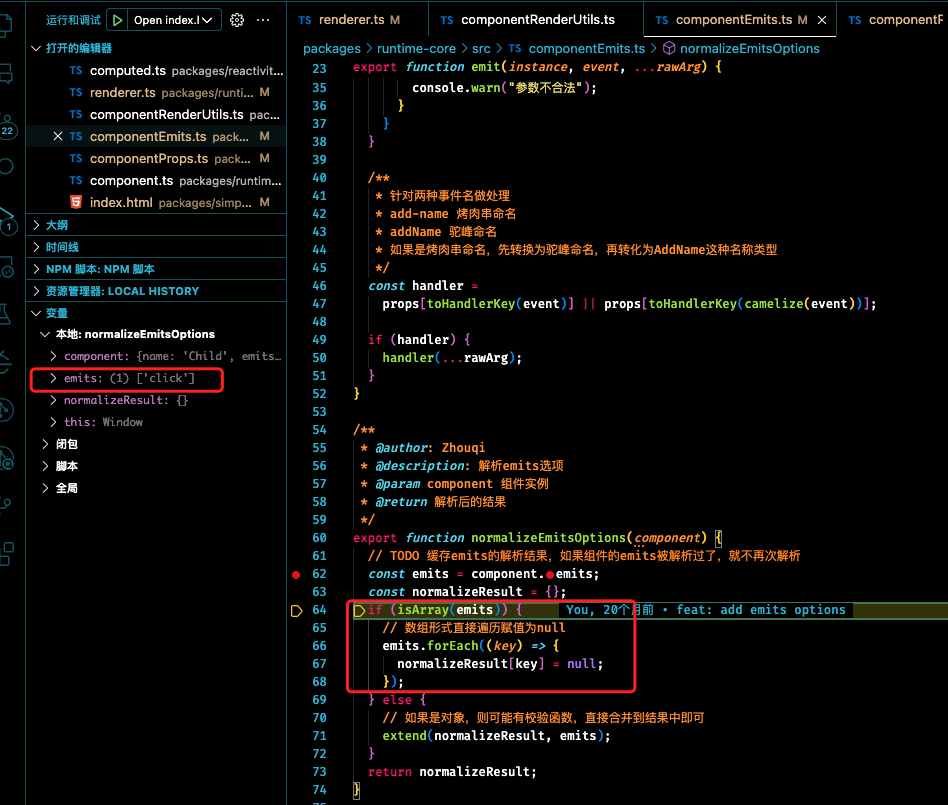 运行和调试 Open index.l
打开的编辑器
TS computed.ts packages/reactivit...
TS renderer.ts packages/runti... M
TS componentRenderUtils.ts pac...
TS componentEmits.ts pack... M
TS componentProps.ts pack... M
TS component.ts packages/runtim...
index.html packages/simp... M
大纲
时间线
NPM 脚本: NPM 脚本
资源管理器: LOCAL HISTORY
变量
本地: normalizeEmitsOptions
component: {name: 'Child', emits...
emits: (1) ['click']
normalizeResult: {}
this: Window
闭包
脚本
全局
22
1
TS renderer.ts M TS componentRenderUtils.ts TS componentEmits.ts M TS componentP
packages > runtime-core > src > TS componentEmits.ts > normalizeEmitsOptions
23 export function emit(instance, event, ...rawArg) {
35 console.warn("参数不合法");
36 }
37 }
38 }
39
40 /**
41 * 针对两种事件名做处理
42 * add-name 烤肉串命名
43 * addName 驼峰命名
44 * 如果是烤肉串命名，先转换为驼峰命名，再转化为AddName这种名称类型
45 */
46 const handler =
47 props[toHandlerKey(event)] || props[toHandlerKey(camelize(event))];
48
49 if (handler) {
50 handler(...rawArg);
51 }
52 }
53
54 /**
55 * @author: Zhouqi
56 * @description: 解析emits选项
57 * @param component 组件实例
58 * @return 解析后的结果
59 */
60 export function normalizeEmitsOptions(component) {
61 // TODO 缓存emits的解析结果，如果组件的emits被解析过了，就不再次解析
62 const emits = component.emits;
63 const normalizeResult = {};
64 if (isArray(emits)) { You, 20个月前 • feat: add emits options
65 // 数组形式直接遍历赋值为null
66 emits.forEach((key) => {
67 normalizeResult[key] = null;
68 });
69 } else {
70 // 如果是对象，则可能有校验函数，直接合并到结果中即可
71 extend(normalizeResult, emits);
72 }
73 return normalizeResult;
74 }